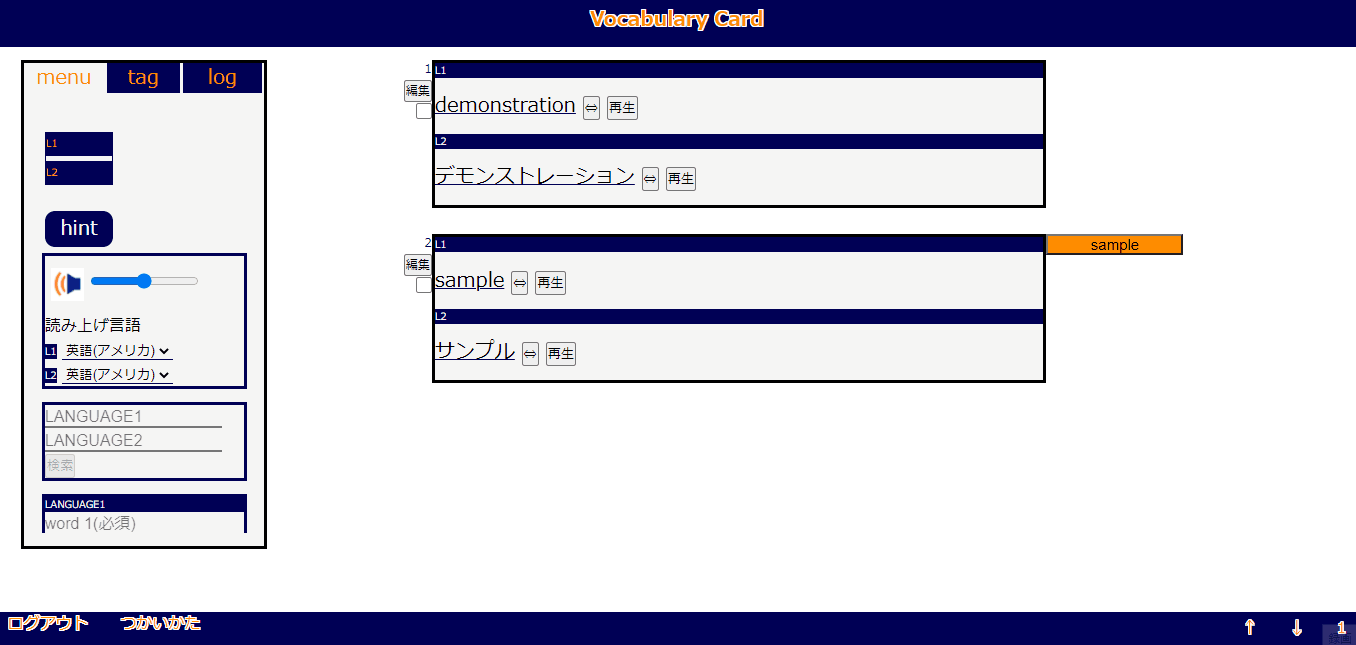 Vocabulary Card
menu tag log
L1
L2
hint
読み上げ言語
L1 英語(アメリカ)
L2 英語(アメリカ)
LANGUAGE1
LANGUAGE2
検索
LANGUAGE1
word 1(必須)
1 L1
編集
demonstration ⇔ 再生
L2
デモンストレーション ⇔ 再生
2 L1 sample
編集
sample ⇔ 再生
L2
サンプル ⇔ 再生
ログアウト つかいかた ↑ ↓ 1